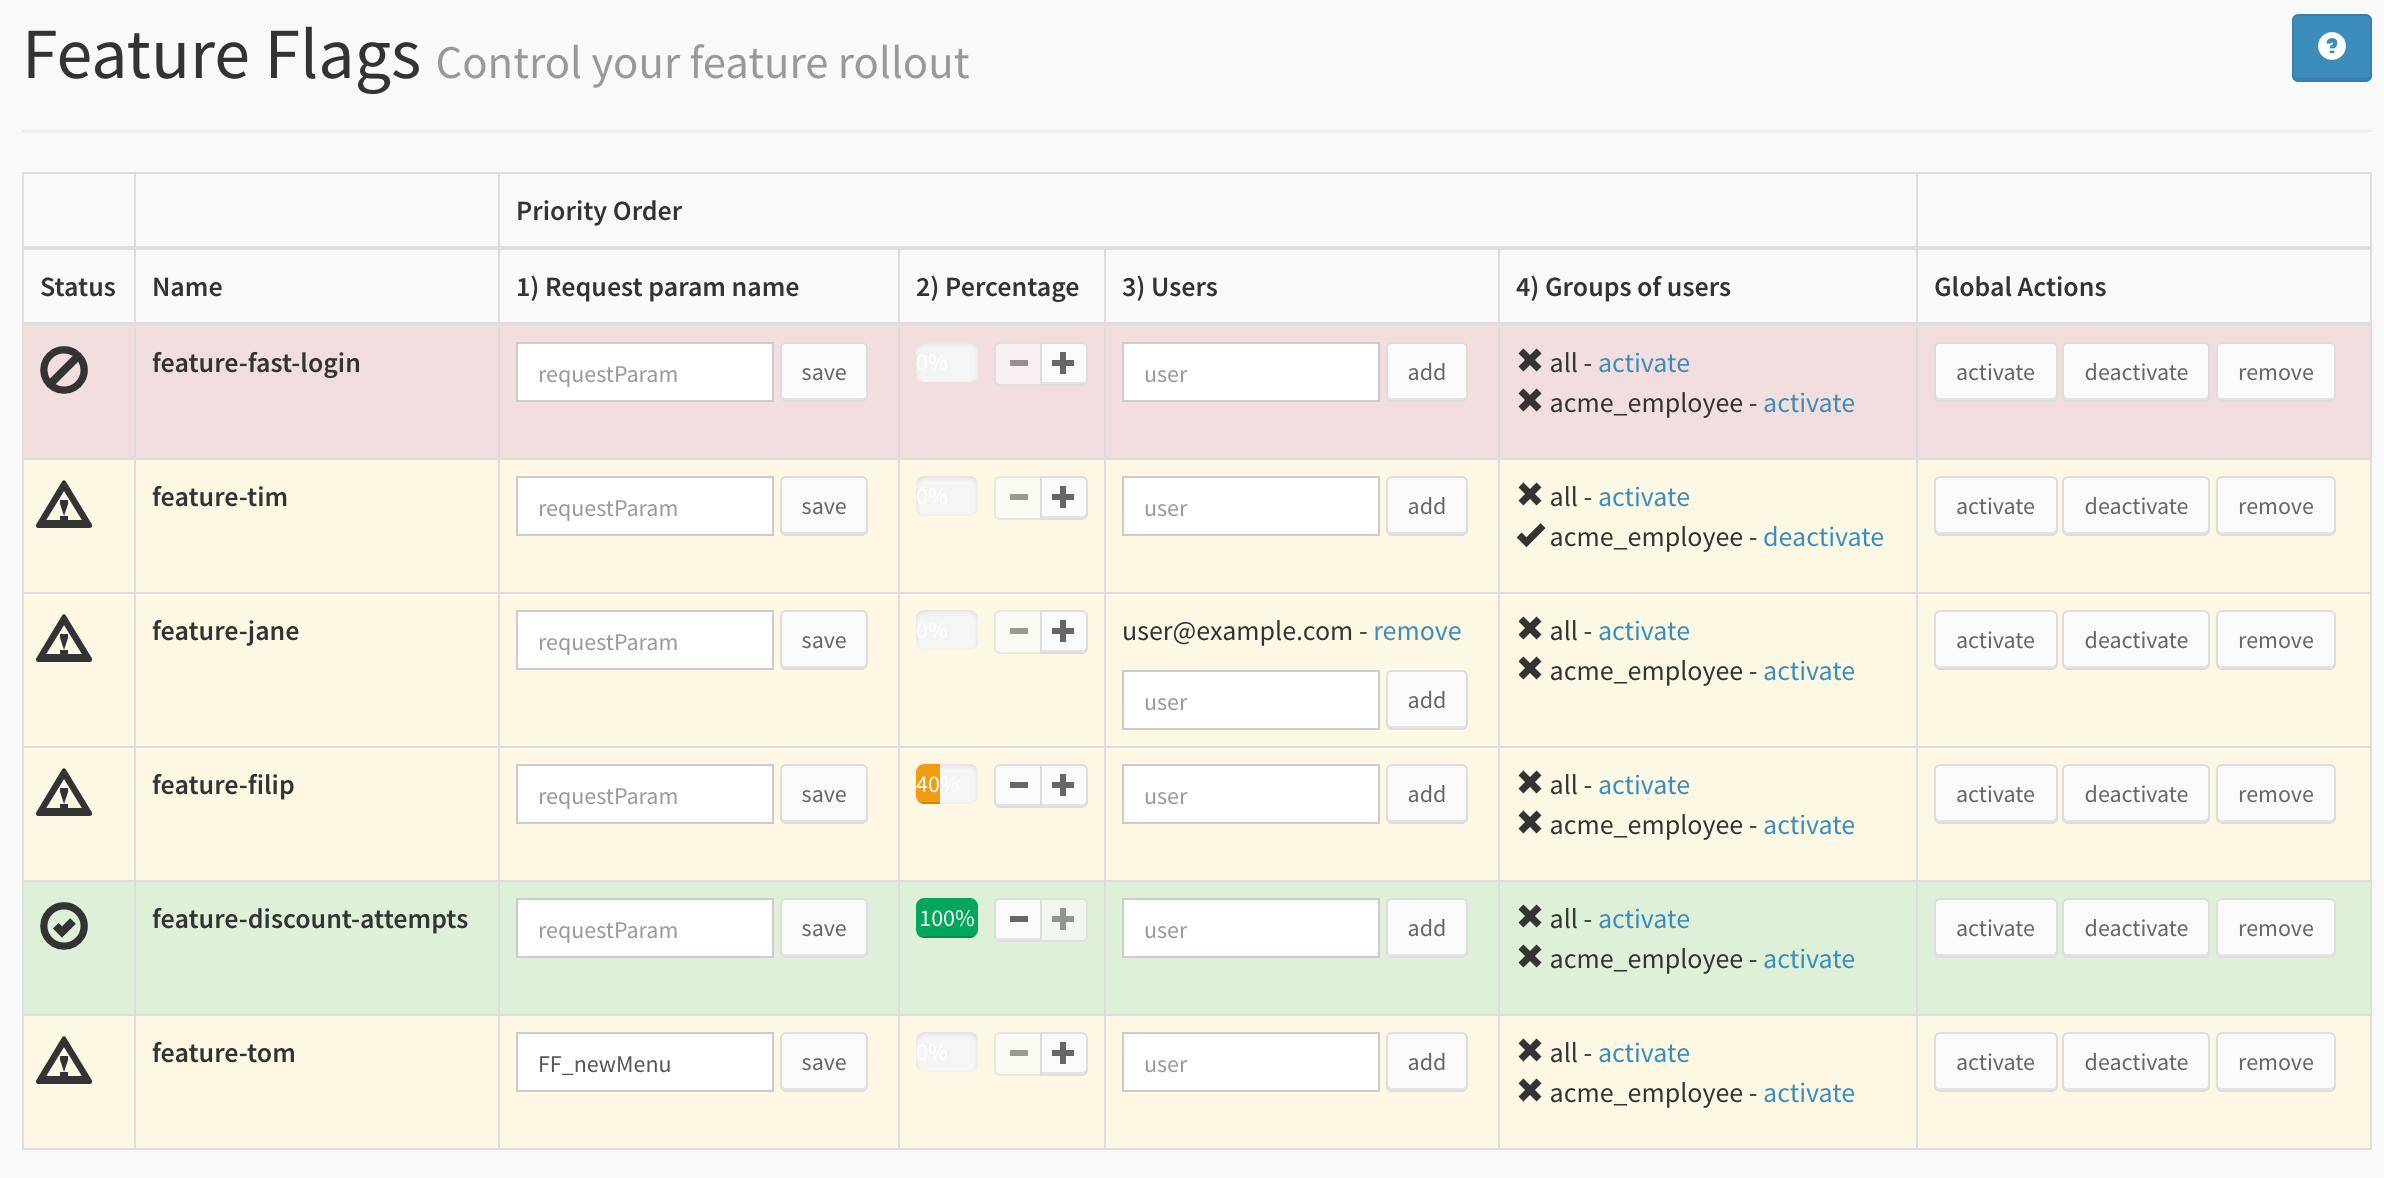 Feature Flags Control your feature rollout
?
Priority Order
Status Name 1) Request param name 2) Percentage 3) Users 4) Groups of users Global Actions
feature-fast-login requestParam save 0% user add all - activate activate deactivate remove
acme_employee - activate
feature-tim requestParam save 0% user add all - activate activate deactivate remove
acme_employee - deactivate
feature-jane requestParam save 0% user@example.com - remove all - activate activate deactivate remove
acme_employee - activate
user add
feature-filip requestParam save 40% user add all - activate activate deactivate remove
acme_employee - activate
feature-discount-attempts requestParam save 100% user add all - activate activate deactivate remove
acme_employee - activate
feature-tom FF_newMenu save 0% user add all - activate activate deactivate remove
acme_employee - activate